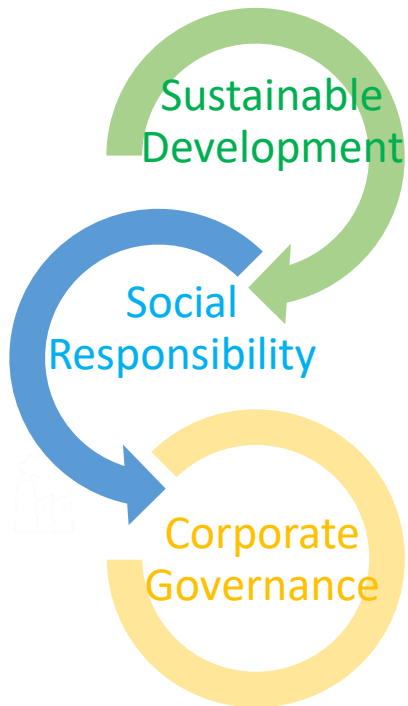 Sustainable
Development
Social
Responsibility
Corporate
Governance